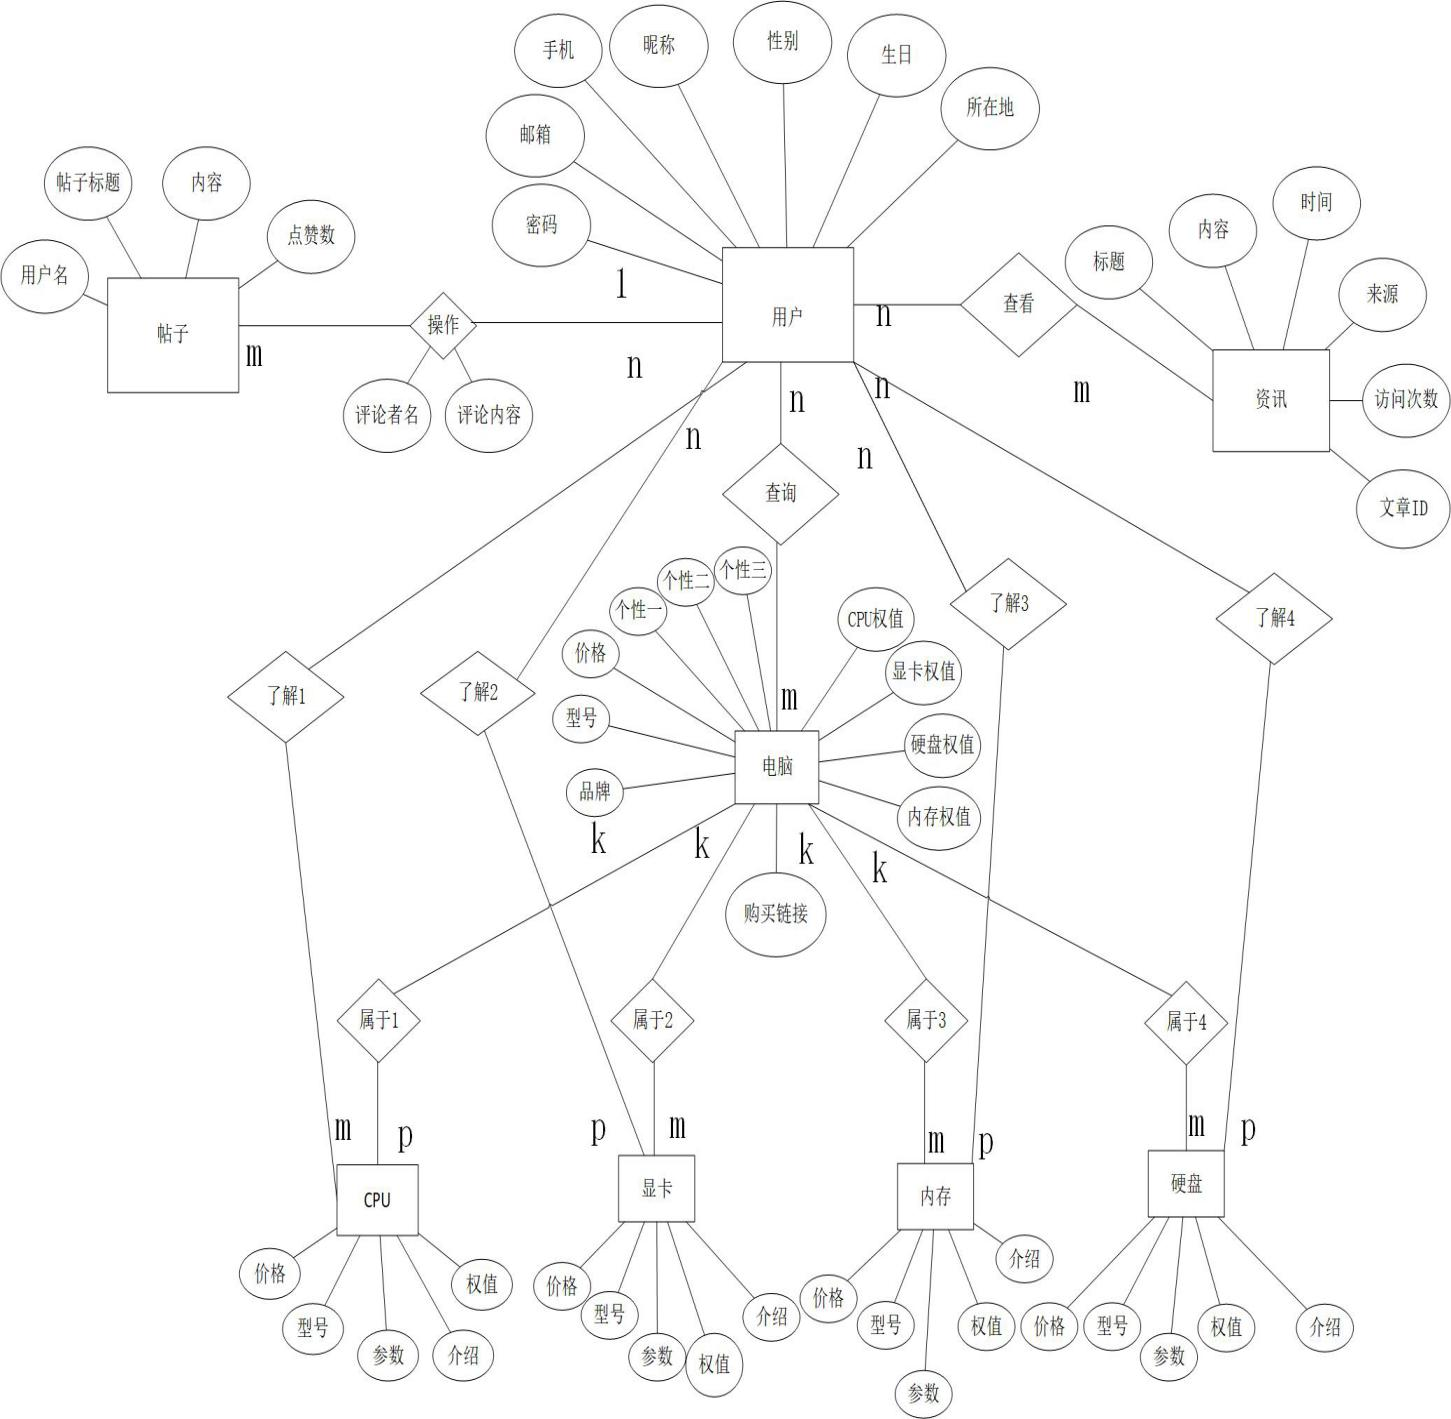 手机
昵称
性别
生日
所在地
邮箱
密码
帖子标题
内容
点赞数
用户名
帖子
操作
评论者名
评论内容
用户
查看
标题
内容
时间
来源
资讯
访问次数
文章ID
1
m
n
n
n
n
n
n
m
查询
了解1
了解2
了解3
了解4
个性三
个性二
个性一
价格
型号
品牌
CPU权值
显卡权值
硬盘权值
内存权值
m
电脑
k
k
k
k
购买链接
属于1
属于2
属于3
属于4
m
p
p
m
m
p
m
p
CPU
显卡
内存
硬盘
价格
型号
参数
介绍
权值
价格
型号
参数
权值
介绍
价格
型号
参数
权值
介绍
价格
型号
参数
权值
介绍